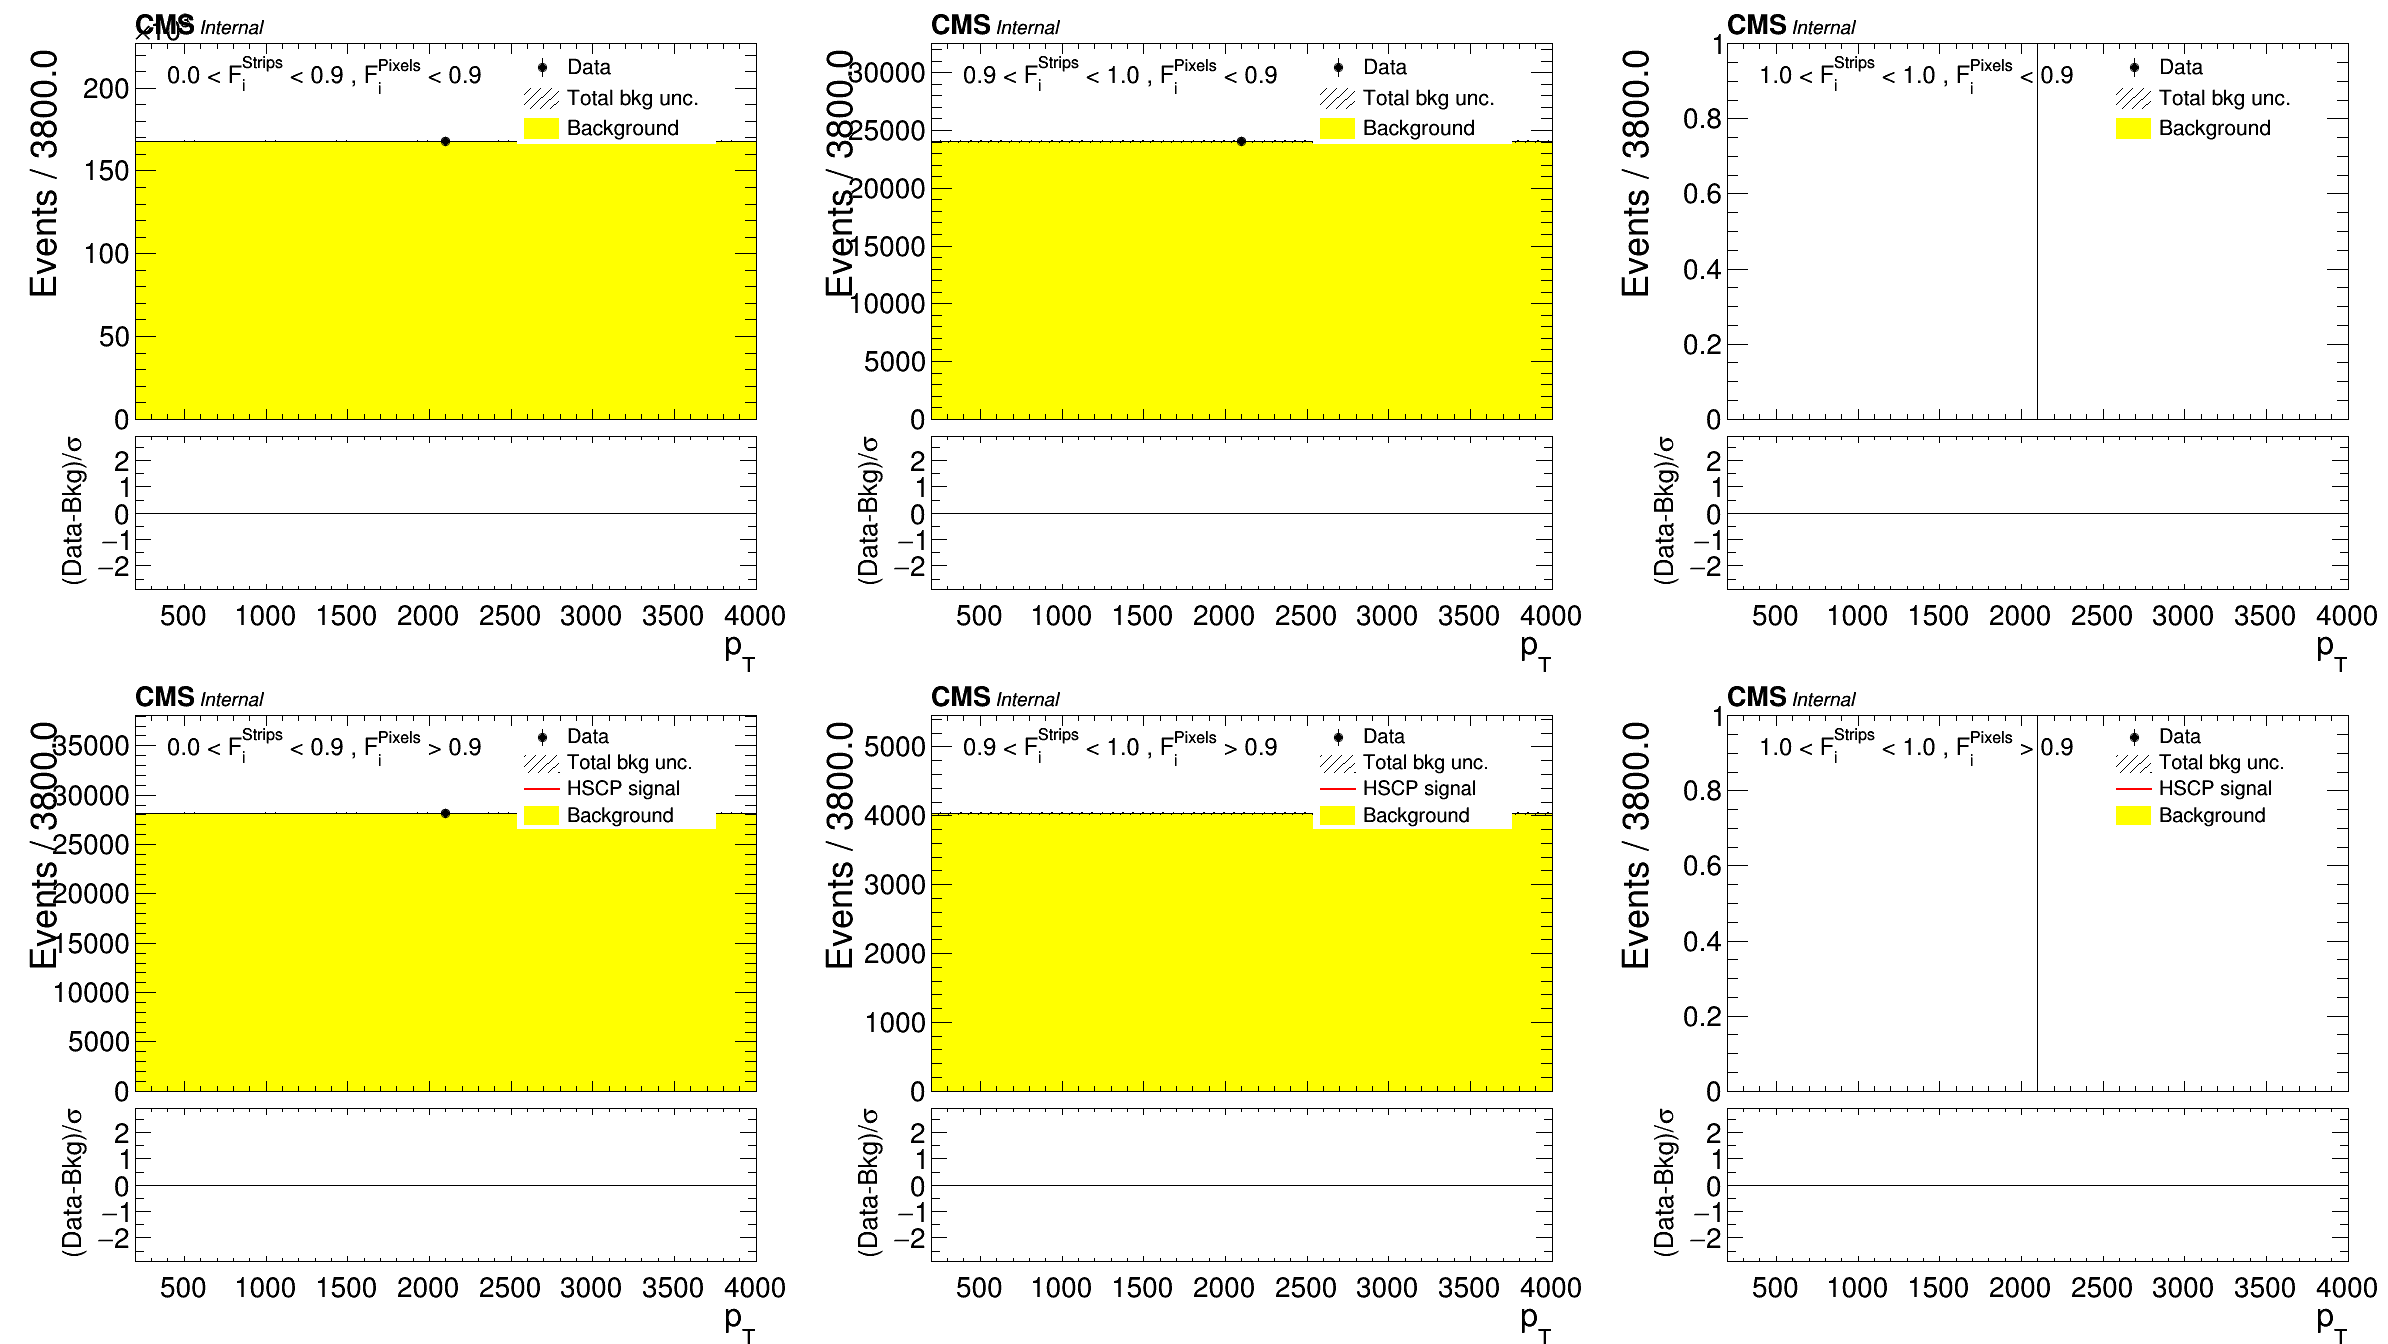 CMS Internal
×10³
Events / 3800.0
0.0 < F_i^Strips < 0.9 , F_i^Pixels < 0.9
Data
Total bkg unc.
Background
200
150
100
50
0
(Data-Bkg)/σ
2
1
0
−1
−2
500 1000 1500 2000 2500 3000 3500 4000
p_T
CMS Internal
Events / 3800.0
0.9 < F_i^Strips < 1.0 , F_i^Pixels < 0.9
Data
Total bkg unc.
Background
30000
25000
20000
15000
10000
5000
0
(Data-Bkg)/σ
2
1
0
−1
−2
500 1000 1500 2000 2500 3000 3500 4000
p_T
CMS Internal
Events / 3800.0
1.0 < F_i^Strips < 1.0 , F_i^Pixels < 0.9
Data
Total bkg unc.
Background
1
0.8
0.6
0.4
0.2
0
(Data-Bkg)/σ
2
1
0
−1
−2
500 1000 1500 2000 2500 3000 3500 4000
p_T
CMS Internal
Events / 3800.0
0.0 < F_i^Strips < 0.9 , F_i^Pixels > 0.9
Data
Total bkg unc.
HSCP signal
Background
35000
30000
25000
20000
15000
10000
5000
0
(Data-Bkg)/σ
2
1
0
−1
−2
500 1000 1500 2000 2500 3000 3500 4000
p_T
CMS Internal
Events / 3800.0
0.9 < F_i^Strips < 1.0 , F_i^Pixels > 0.9
Data
Total bkg unc.
HSCP signal
Background
5000
4000
3000
2000
1000
0
(Data-Bkg)/σ
2
1
0
−1
−2
500 1000 1500 2000 2500 3000 3500 4000
p_T
CMS Internal
Events / 3800.0
1.0 < F_i^Strips < 1.0 , F_i^Pixels > 0.9
Data
Total bkg unc.
HSCP signal
Background
1
0.8
0.6
0.4
0.2
0
(Data-Bkg)/σ
2
1
0
−1
−2
500 1000 1500 2000 2500 3000 3500 4000
p_T